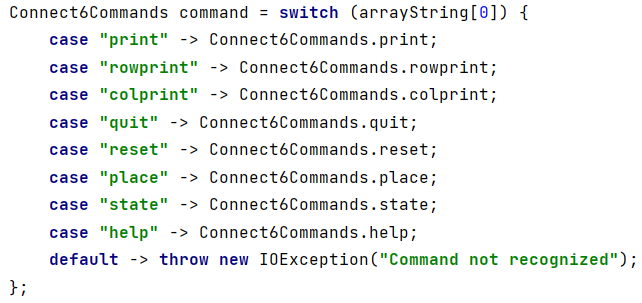 Connect6Commands command = switch (arrayString[0]) {
    case "print" -> Connect6Commands.print;
    case "rowprint" -> Connect6Commands.rowprint;
    case "colprint" -> Connect6Commands.colprint;
    case "quit" -> Connect6Commands.quit;
    case "reset" -> Connect6Commands.reset;
    case "place" -> Connect6Commands.place;
    case "state" -> Connect6Commands.state;
    case "help" -> Connect6Commands.help;
    default -> throw new IOException("Command not recognized");
};